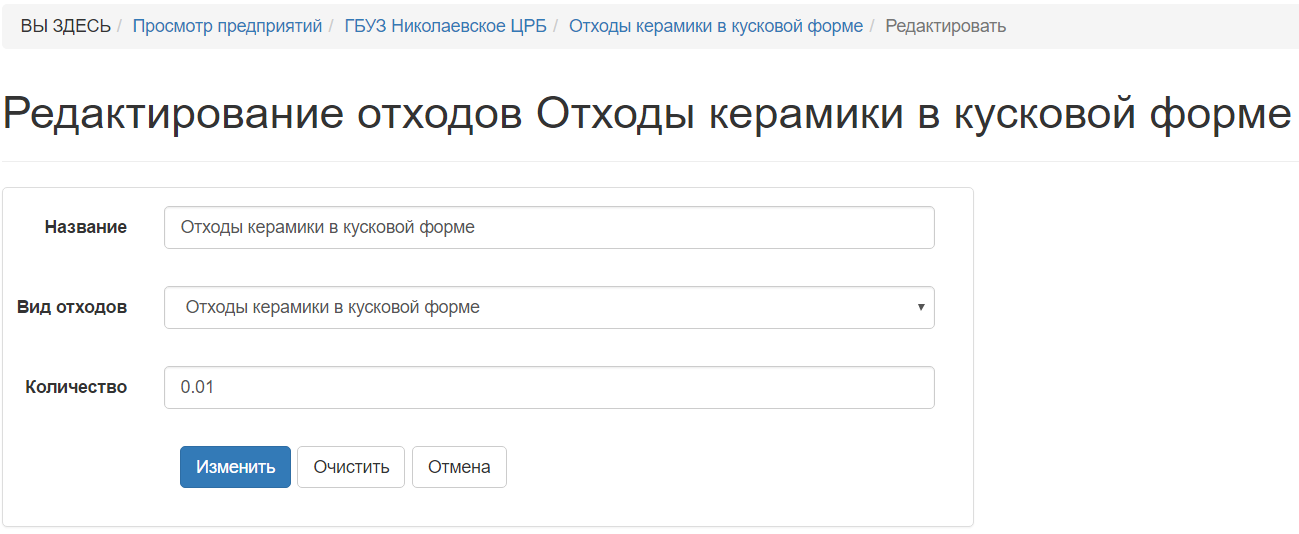 ВЫ ЗДЕСЬ / Просмотр предприятий / ГБУЗ Николаевское ЦРБ / Отходы керамики в кусковой форме / Редактировать
Редактирование отходов Отходы керамики в кусковой форме
Название Отходы керамики в кусковой форме
Вид отходов Отходы керамики в кусковой форме
Количество 0.01
Изменить Очистить Отмена